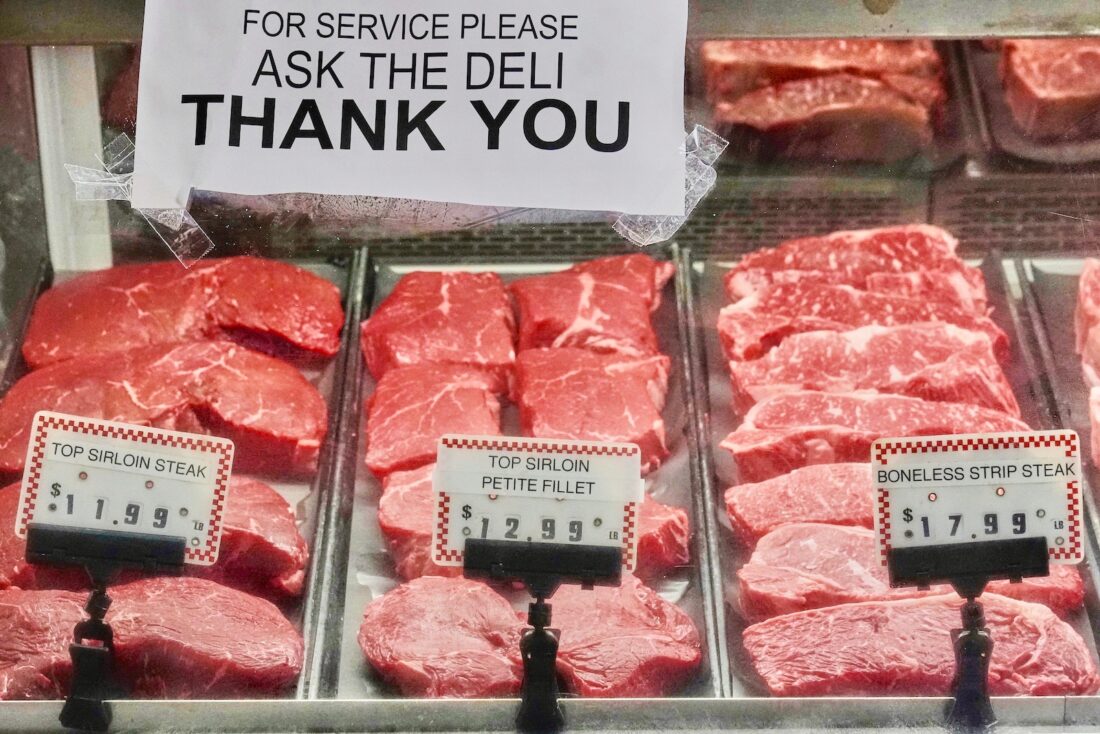 FOR SERVICE PLEASE
ASK THE DELI
THANK YOU
TOP SIRLOIN STEAK
$ 11.99 LB
TOP SIRLOIN
PETITE FILLET
$ 12.99 LB
BONELESS STRIP STEAK
$ 17.99 LB